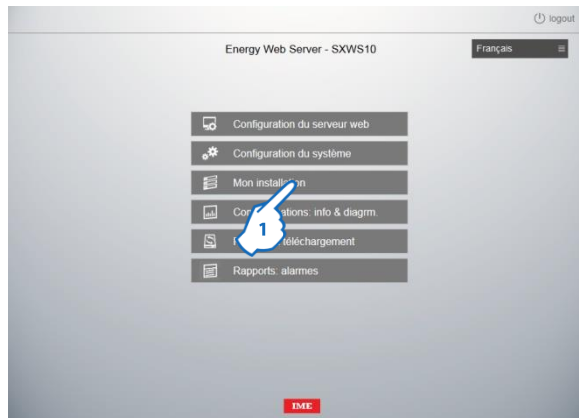 logout
Energy Web Server - SXWS10
Français
Configuration du serveur web
Configuration du système
Mon installation
ations: info & diagrm.
1
téléchargement
Rapports: alarmes
IME